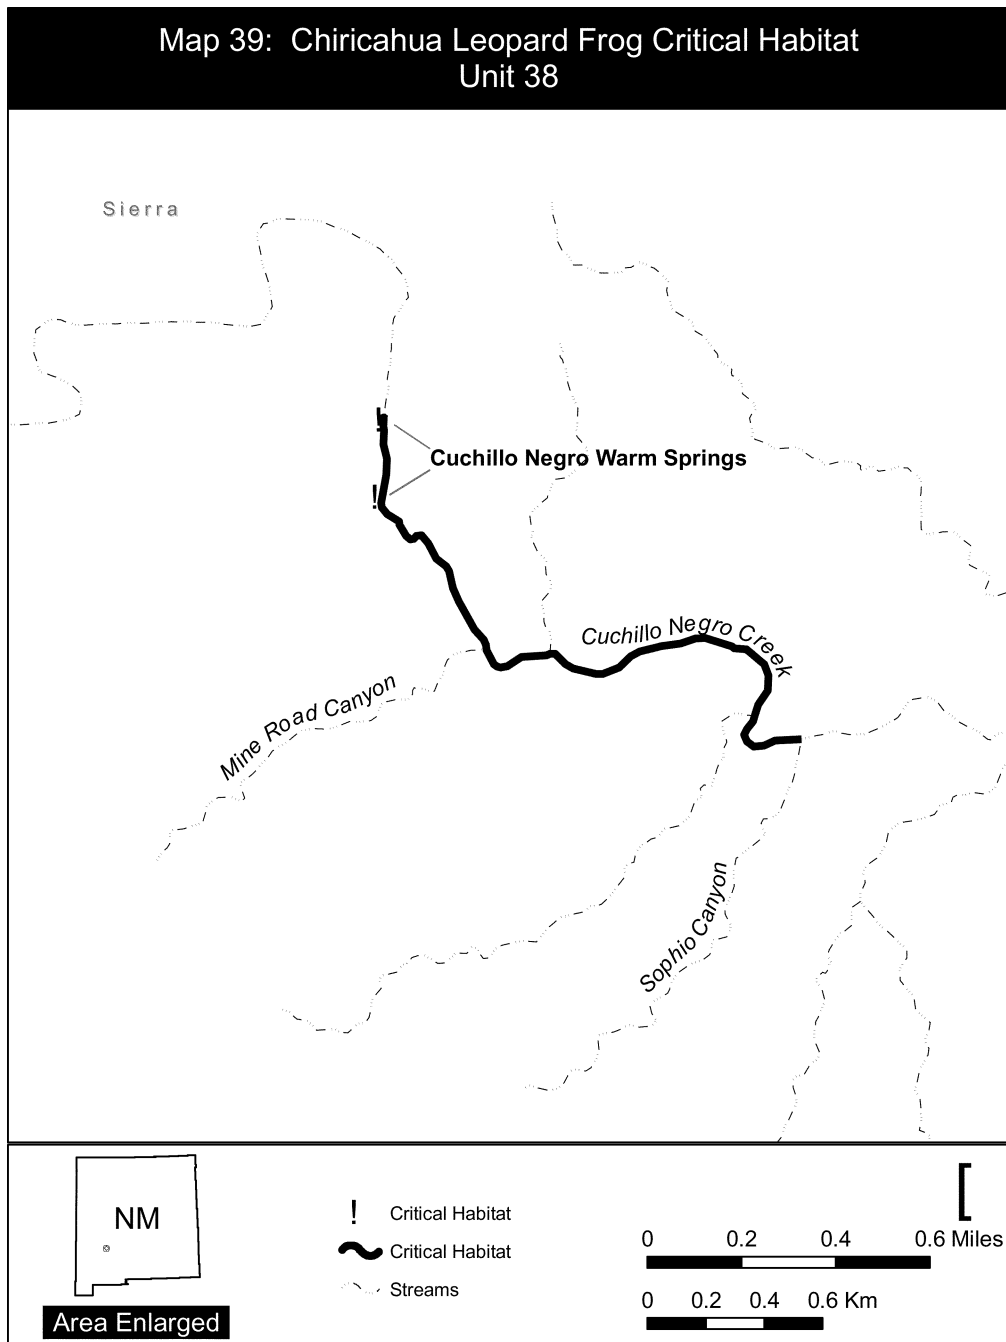 Map 39: Chiricahua Leopard Frog Critical Habitat
Unit 38
Sierra
!
Cuchillo Negro Warm Springs
!
Cuchillo Negro Creek
Mine Road Canyon
Sophio Canyon
NM
Area Enlarged
! Critical Habitat
Critical Habitat
Streams
[
0 0.2 0.4 0.6 Miles
0 0.2 0.4 0.6 Km